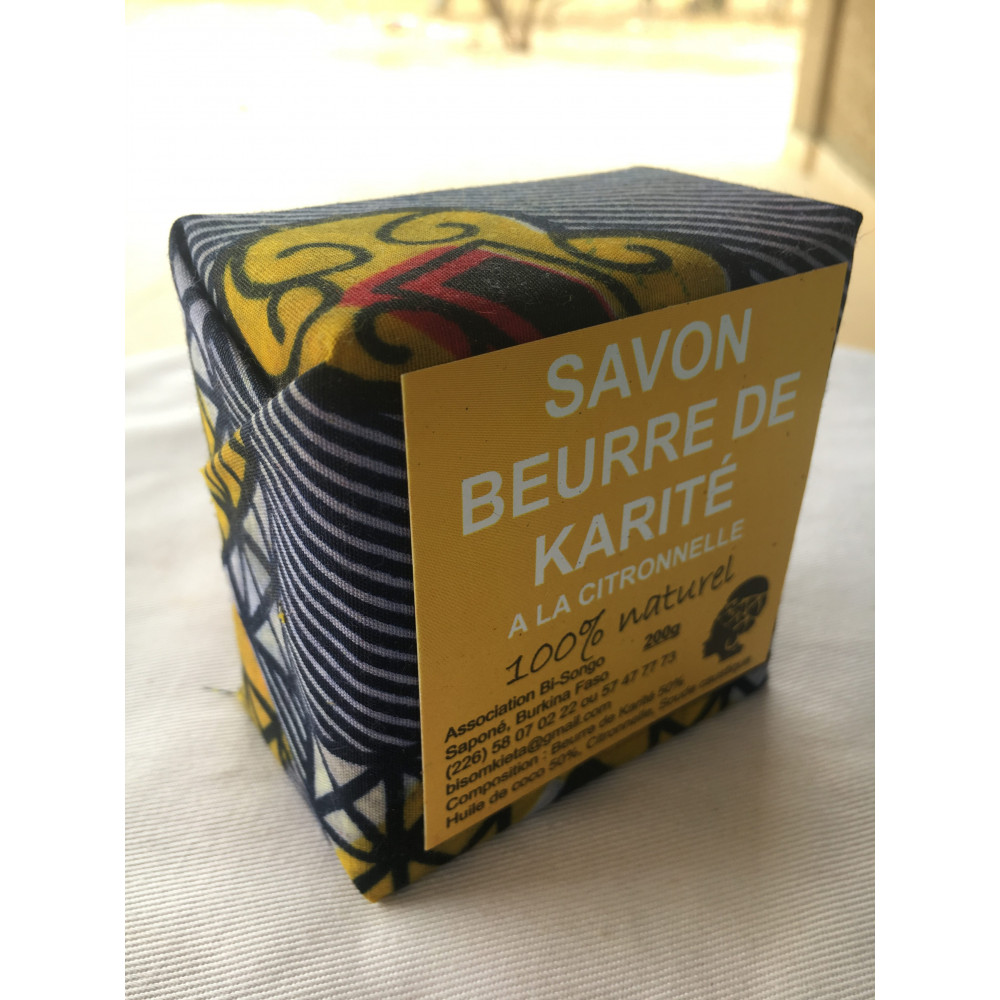 SAVON
BEURRE DE
KARITÉ
A LA CITRONNELLE
100% naturel
200g
Association Bi-Songo
Saponé, Burkina Faso
(226) 58 07 02 22 ou 57 47 77 73
bisomkieta@gmail.com
Composition : Beurre de Karité 50%,
Huile de coco 50%, Citronnelle, Soude caustique